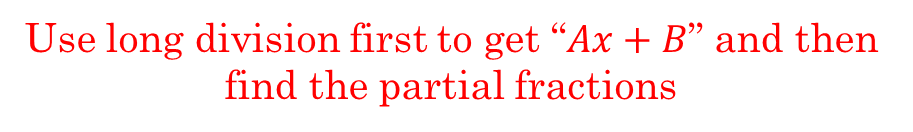 Use long division first to get “Ax + B” and then
find the partial fractions